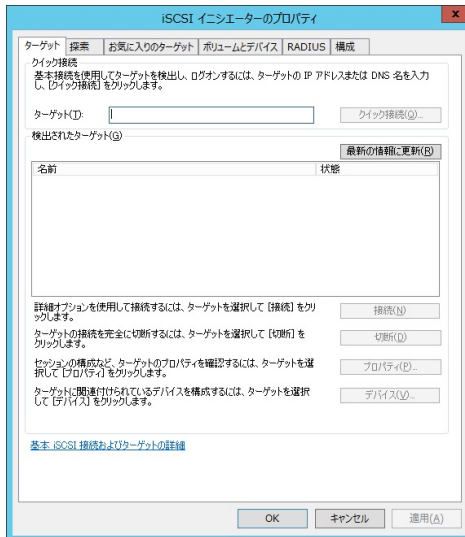 iSCSI イニシエーターのプロパティ
x
ターゲット 探索 お気に入りのターゲット ボリュームとデバイス RADIUS 構成
クイック接続
基本接続を使用してターゲットを検出し、ログオンするには、ターゲットの IP アドレスまたは DNS 名を入力
し、[クイック接続] をクリックします。
ターゲット(T):
クイック接続(Q)...
検出されたターゲット(G)
最新の情報に更新(R)
名前 状態
詳細オプションを使用して接続するには、ターゲットを選択して [接続] をクリ
ックします。
接続(N)
ターゲットの接続を完全に切断するには、ターゲットを選択して [切断] を
クリックします。
切断(D)
セッションの構成など、ターゲットのプロパティを確認するには、ターゲットを選
択して [プロパティ] をクリックします。
プロパティ(P)...
ターゲットに関連付けられているデバイスを構成するには、ターゲットを選択
して [デバイス] をクリックします。
デバイス(V)...
基本 iSCSI 接続およびターゲットの詳細
OK キャンセル 適用(A)